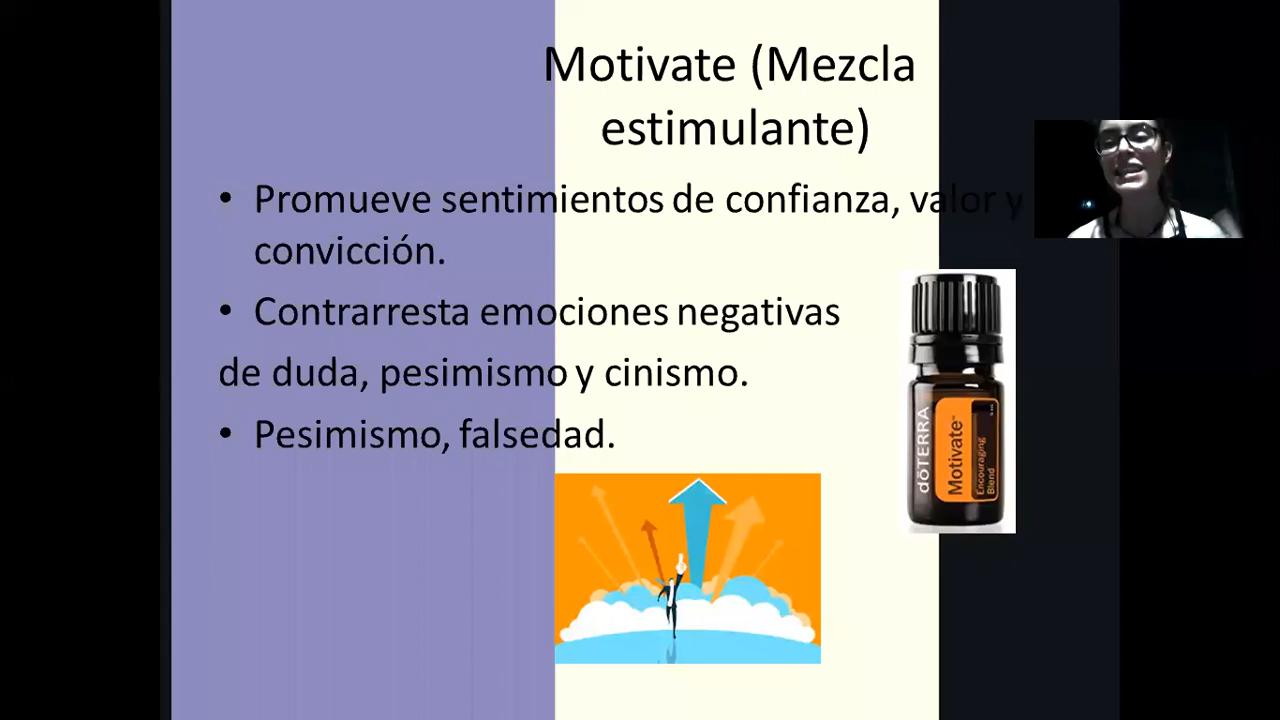 Motivate (Mezcla
estimulante)
• Promueve sentimientos de confianza, valor y
convicción.
• Contrarresta emociones negativas
de duda, pesimismo y cinismo.
• Pesimismo, falsedad.
dōTERRA
Motivate™
Encouraging
Blend